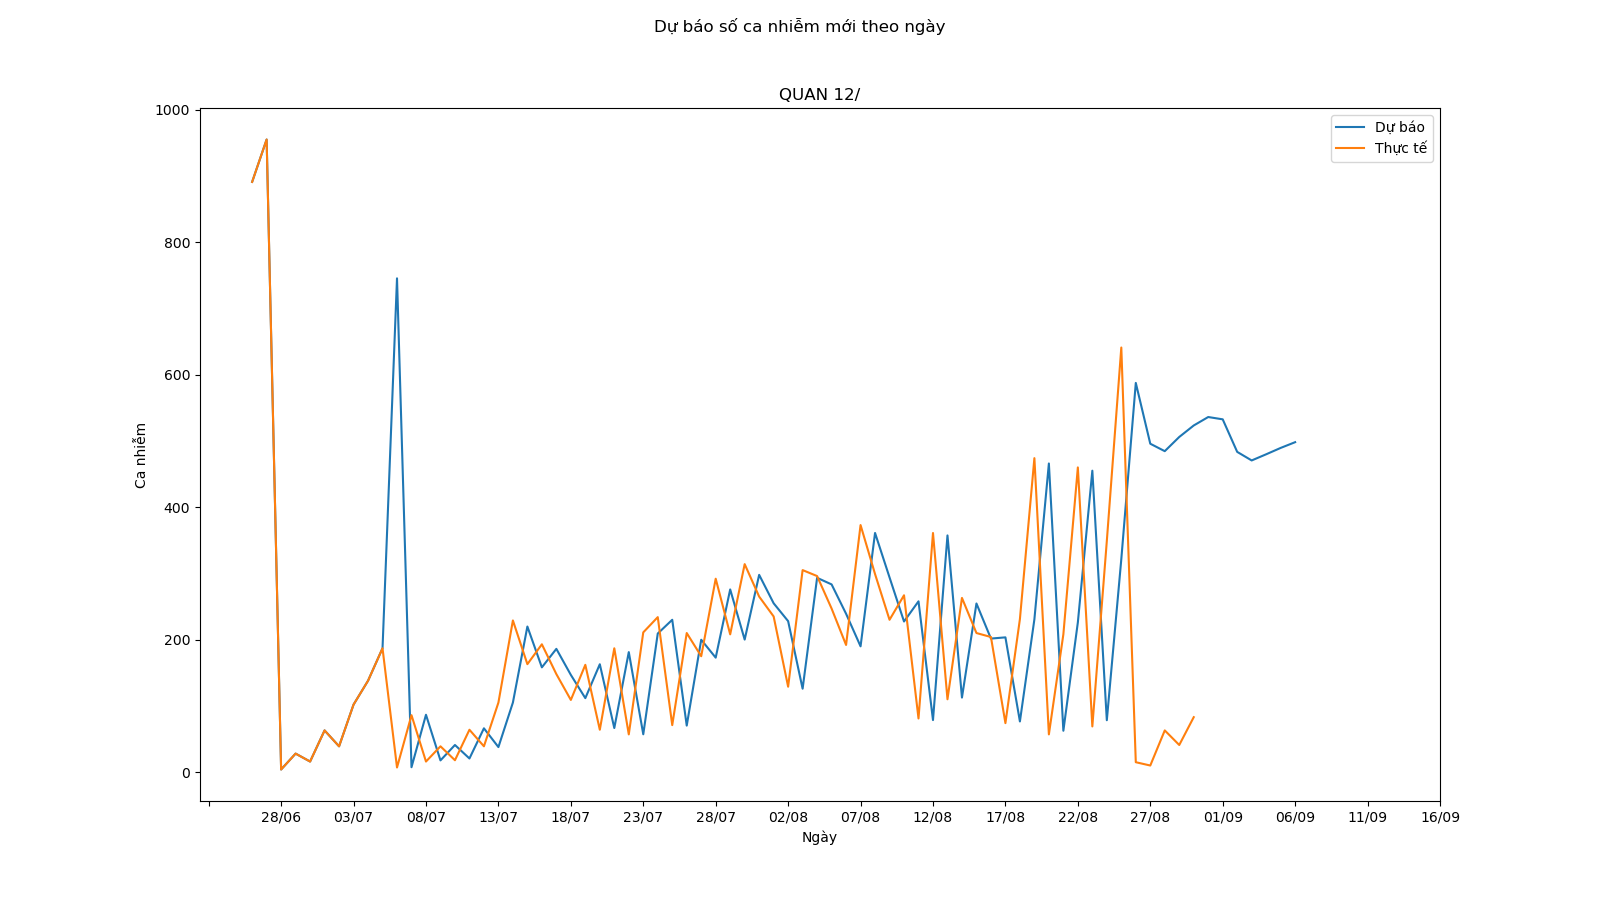 Dự báo số ca nhiễm mới theo ngày
QUAN 12/
1000
800
600
400
200
0
Ca nhiễm
Dự báo
Thực tế
28/06 03/07 08/07 13/07 18/07 23/07 28/07 02/08 07/08 12/08 17/08 22/08 27/08 01/09 06/09 11/09 16/09
Ngày